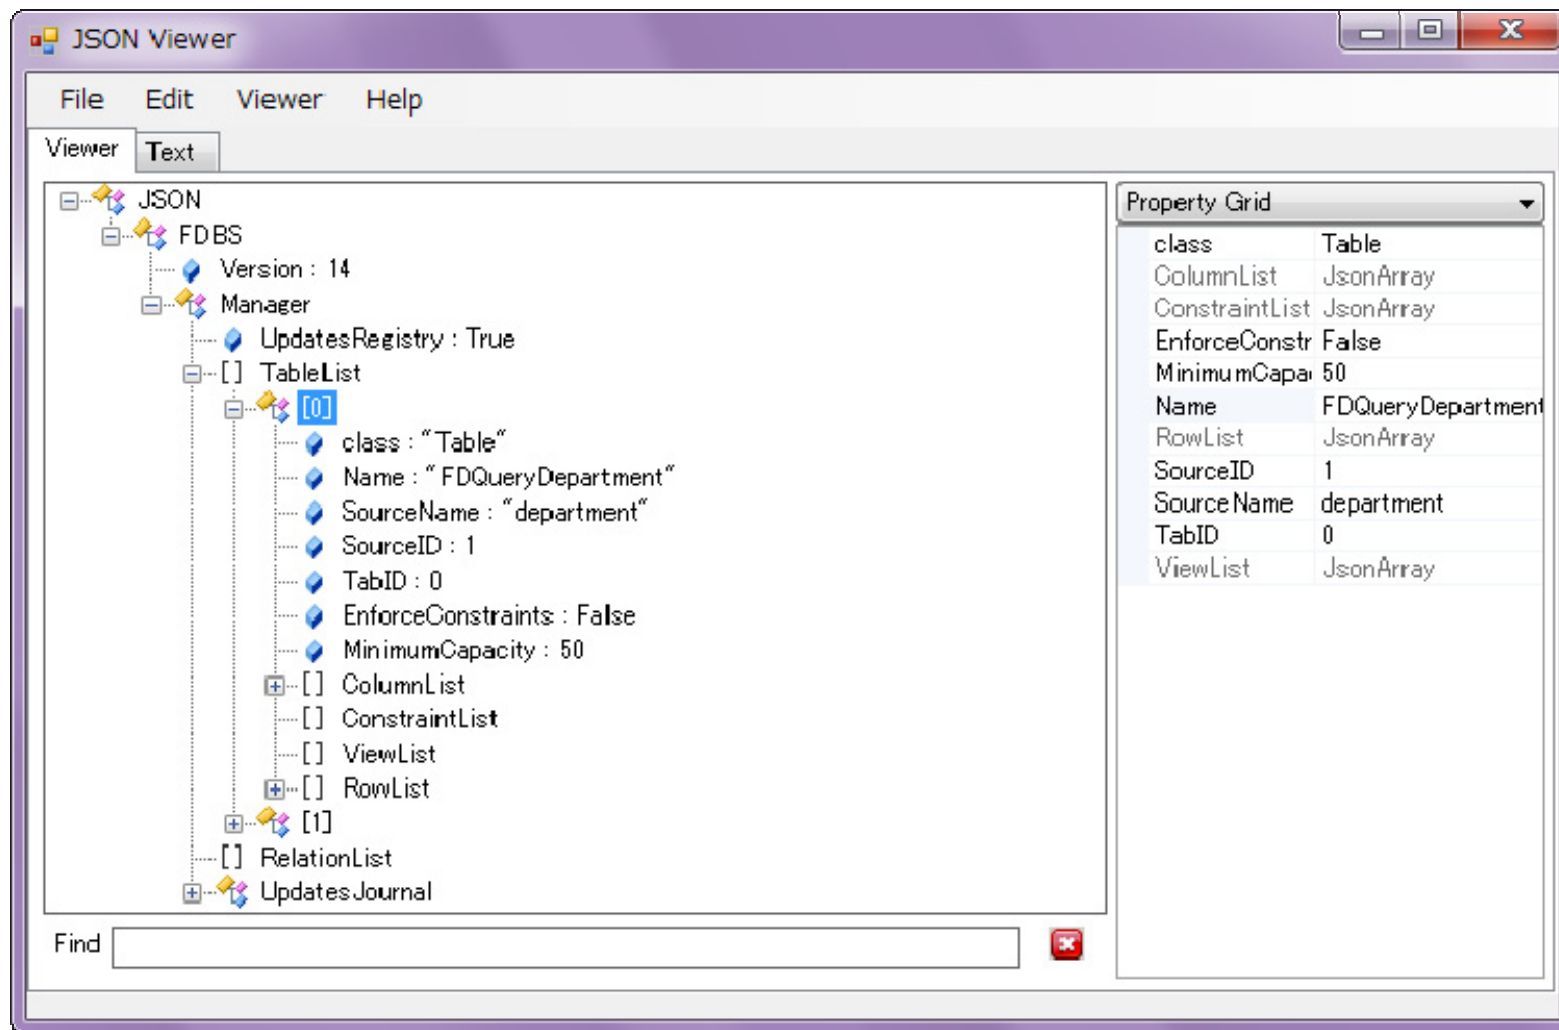 JSON Viewer
File Edit Viewer Help
Viewer Text
JSON
FDBS
Version : 14
Manager
UpdatesRegistry : True
[] TableList
[0]
class : "Table"
Name : "FDQueryDepartment"
SourceName : "department"
SourceID : 1
TabID : 0
EnforceConstraints : False
MinimumCapacity : 50
[] ColumnList
[] ConstraintList
[] ViewList
[] RowList
[1]
[] RelationList
UpdatesJournal
Find
Property Grid
class Table
ColumnList JsonArray
ConstraintList JsonArray
EnforceConstr False
MinimumCapa 50
Name FDQueryDepartment
RowList JsonArray
SourceID 1
SourceName department
TabID 0
ViewList JsonArray